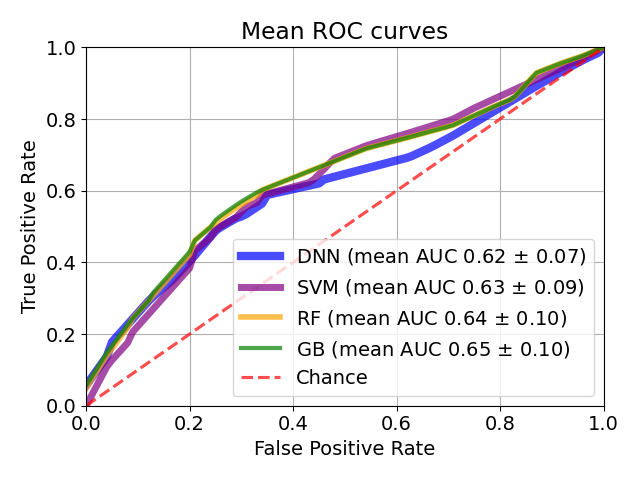 Mean ROC curves
True Positive Rate
1.0
0.8
0.6
0.4
0.2
0.0
DNN (mean AUC 0.62 ± 0.07)
SVM (mean AUC 0.63 ± 0.09)
RF (mean AUC 0.64 ± 0.10)
GB (mean AUC 0.65 ± 0.10)
Chance
0.0 0.2 0.4 0.6 0.8 1.0
False Positive Rate